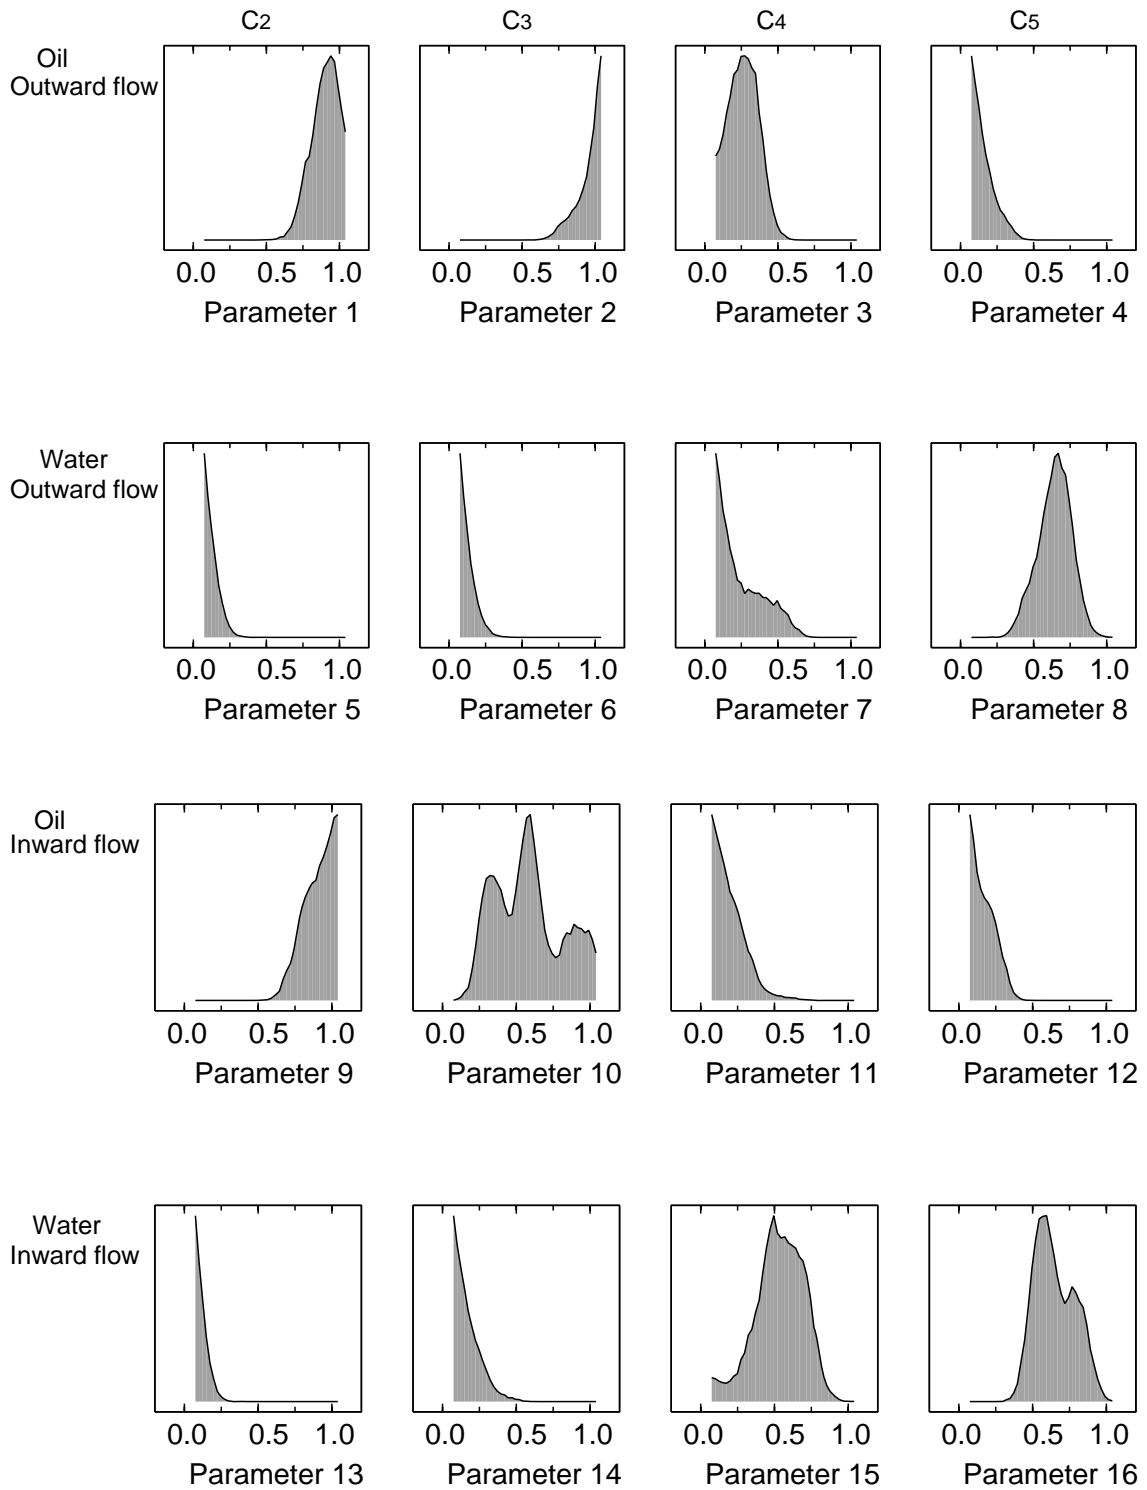 C2 C3 C4 C5
Oil
Outward flow
0.0 0.5 1.0 0.0 0.5 1.0 0.0 0.5 1.0 0.0 0.5 1.0
Parameter 1 Parameter 2 Parameter 3 Parameter 4
Water
Outward flow
0.0 0.5 1.0 0.0 0.5 1.0 0.0 0.5 1.0 0.0 0.5 1.0
Parameter 5 Parameter 6 Parameter 7 Parameter 8
Oil
Inward flow
0.0 0.5 1.0 0.0 0.5 1.0 0.0 0.5 1.0 0.0 0.5 1.0
Parameter 9 Parameter 10 Parameter 11 Parameter 12
Water
Inward flow
0.0 0.5 1.0 0.0 0.5 1.0 0.0 0.5 1.0 0.0 0.5 1.0
Parameter 13 Parameter 14 Parameter 15 Parameter 16